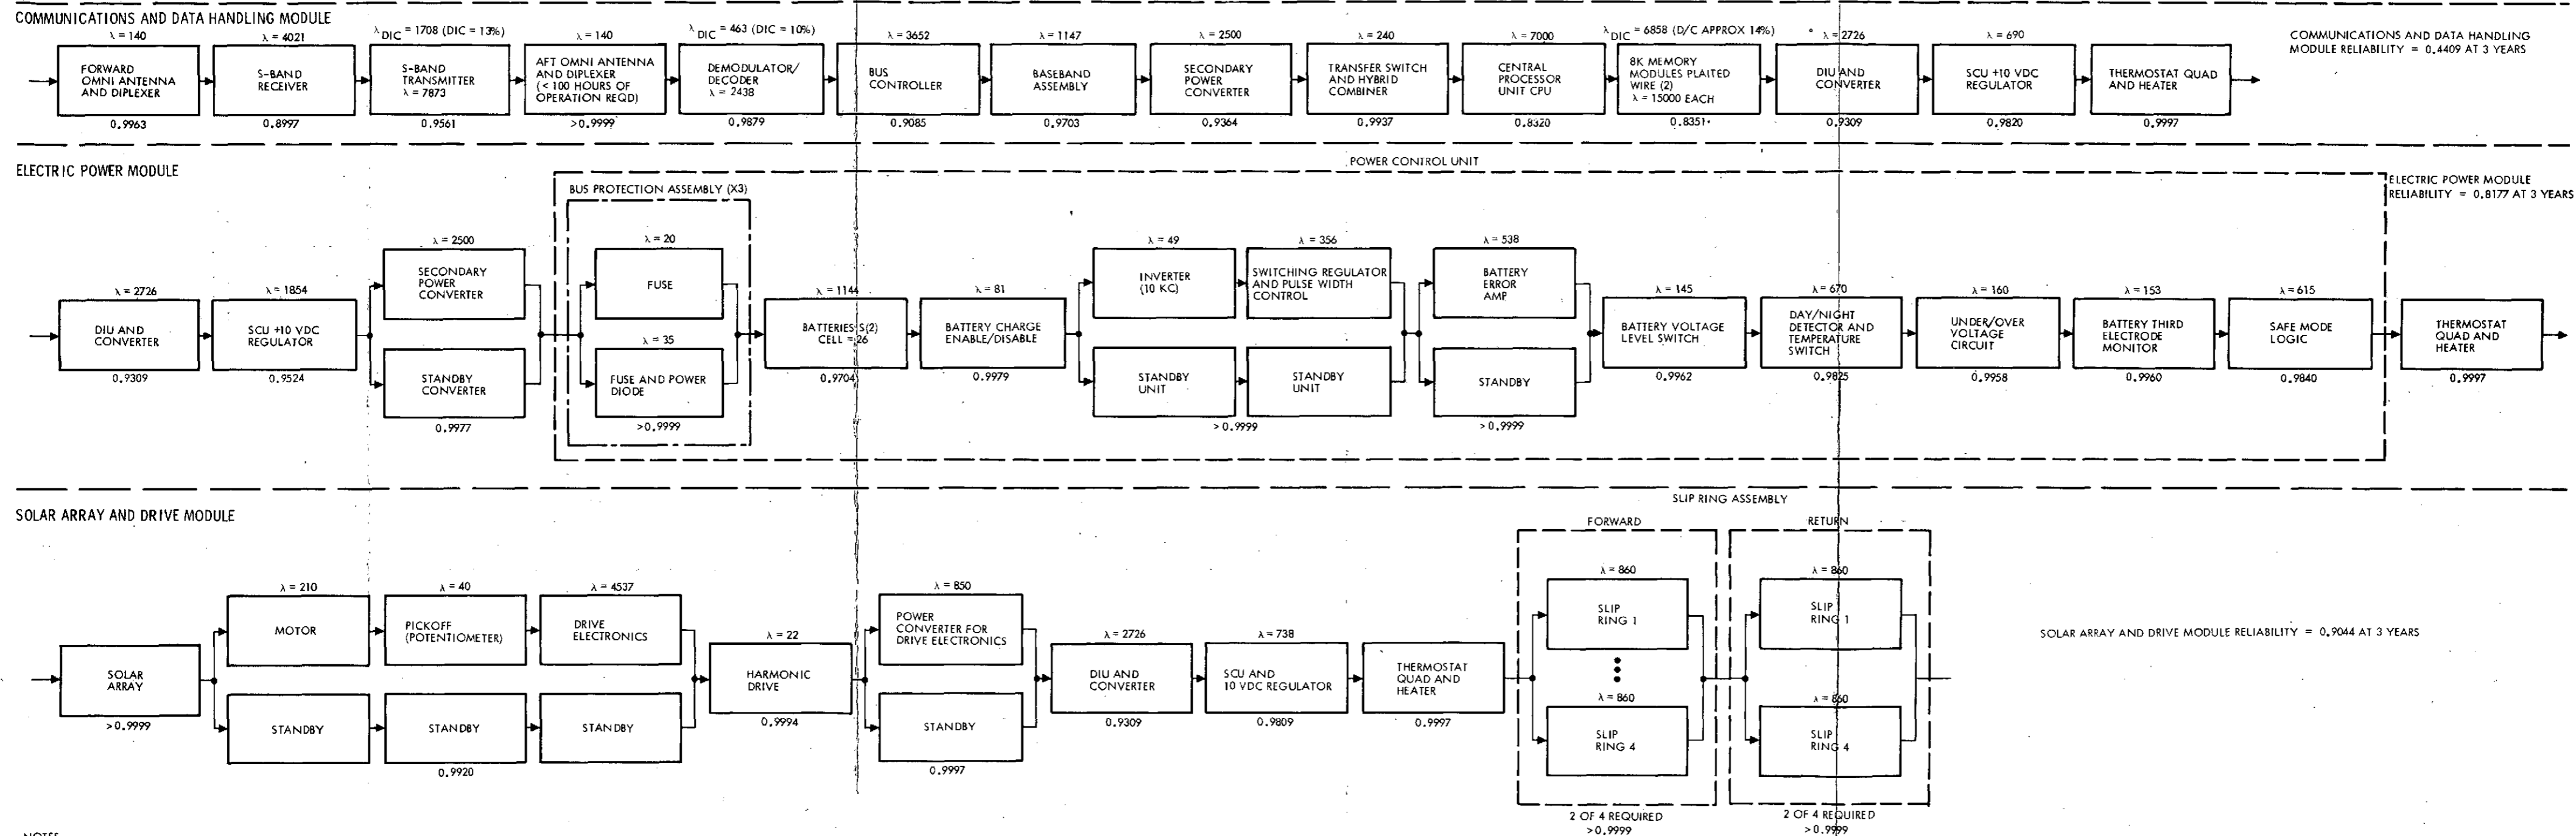 COMMUNICATIONS AND DATA HANDLING MODULE
λ = 140
FORWARD
OMNI ANTENNA
AND DIPLEXER
0.9963
λ = 4021
S-BAND
RECEIVER
0.8997
λ DIC = 1708 (DIC = 13%)
S-BAND
TRANSMITTER
λ = 7873
0.9561
λ = 140
AFT OMNI ANTENNA
AND DIPLEXER
(< 100 HOURS OF
OPERATION REQD)
>0.9999
λ DIC = 463 (DIC = 10%)
DEMODULATOR/
DECODER
λ = 2438
0.9879
λ = 3652
BUS
CONTROLLER
0.9085
λ = 1147
BASEBAND
ASSEMBLY
0.9703
λ = 2500
SECONDARY
POWER
CONVERTER
0.9364
λ = 240
TRANSFER SWITCH
AND HYBRID
COMBINER
0.9937
λ = 7000
CENTRAL
PROCESSOR
UNIT CPU
0.8320
λ DIC = 6858 (D/C APPROX 14%)
8K MEMORY
MODULES PLAITED
WIRE (2)
λ = 15000 EACH
0.8351
λ = 2726
DIU AND
CONVERTER
0.9309
λ = 690
SCU +10 VDC
REGULATOR
0.9820
THERMOSTAT QUAD
AND HEATER
0.9997
COMMUNICATIONS AND DATA HANDLING
MODULE RELIABILITY = 0.4409 AT 3 YEARS
ELECTRIC POWER MODULE
POWER CONTROL UNIT
ELECTRIC POWER MODULE
RELIABILITY = 0.8177 AT 3 YEARS
λ = 2726
DIU AND
CONVERTER
0.9309
λ = 1854
SCU +10 VDC
REGULATOR
0.9524
λ = 2500
SECONDARY
POWER
CONVERTER
STANDBY
CONVERTER
0.9977
BUS PROTECTION ASSEMBLY (X3)
λ = 20
FUSE
λ = 35
FUSE AND POWER
DIODE
>0.9999
λ = 1144
BATTERIES S(2)
CELL = 26
0.9704
λ = 81
BATTERY CHARGE
ENABLE/DISABLE
0.9979
λ = 49
INVERTER
(10 KC)
λ = 356
SWITCHING REGULATOR
AND PULSE WIDTH
CONTROL
STANDBY
UNIT
STANDBY
UNIT
>0.9999
λ = 538
BATTERY
ERROR
AMP
STANDBY
>0.9999
λ = 145
BATTERY VOLTAGE
LEVEL SWITCH
0.9962
λ = 670
DAY/NIGHT
DETECTOR AND
TEMPERATURE
SWITCH
0.9825
λ = 160
UNDER/OVER
VOLTAGE
CIRCUIT
0.9958
λ = 153
BATTERY THIRD
ELECTRODE
MONITOR
0.9960
λ = 615
SAFE MODE
LOGIC
0.9840
THERMOSTAT
QUAD AND
HEATER
0.9997
SOLAR ARRAY AND DRIVE MODULE
SOLAR
ARRAY
>0.9999
λ = 210
MOTOR
λ = 40
PICKOFF
(POTENTIOMETER)
λ = 4537
DRIVE
ELECTRONICS
STANDBY
STANDBY
STANDBY
0.9920
λ = 22
HARMONIC
DRIVE
0.9994
λ = 850
POWER
CONVERTER FOR
DRIVE ELECTRONICS
STANDBY
0.9997
λ = 2726
DIU AND
CONVERTER
0.9309
λ = 738
SCU AND
10 VDC REGULATOR
0.9809
THERMOSTAT
QUAD AND
HEATER
0.9997
SLIP RING ASSEMBLY
FORWARD
λ = 860
SLIP
RING 1
λ = 860
SLIP
RING 4
2 OF 4 REQUIRED
>0.9999
RETURN
λ = 860
SLIP
RING 1
λ = 860
SLIP
RING 4
2 OF 4 REQUIRED
>0.9999
SOLAR ARRAY AND DRIVE MODULE RELIABILITY = 0.9044 AT 3 YEARS